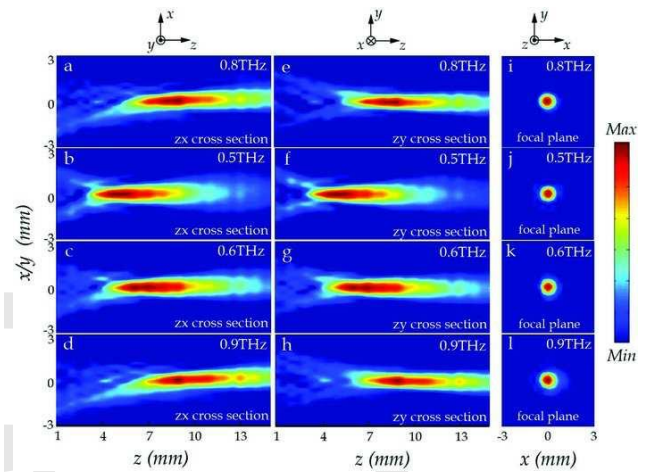 x y z
y x z
y z x
3 a 0.8THz e 0.8THz i 0.8THz
0
-3 zx cross section zy cross section focal plane
Max
3 b 0.5THz f 0.5THz j 0.5THz
0
-3 zx cross section zy cross section focal plane
x/y (mm)
3 c 0.6THz g 0.6THz k 0.6THz
0
-3 zx cross section zy cross section focal plane
Min
3 d 0.9THz h 0.9THz l 0.9THz
0
-3 zx cross section zy cross section focal plane
1 4 7 10 13 1 4 7 10 13 -3 0 3
z (mm) z (mm) x (mm)